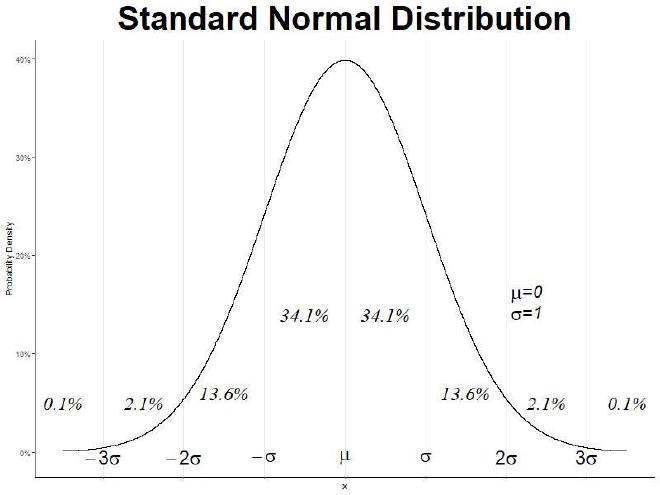 Standard Normal Distribution
40%
30%
20%
10%
0%
Probability Density
μ=0
σ=1
34.1% 34.1%
0.1% 2.1% 13.6% 13.6% 2.1% 0.1%
−3σ −2σ −σ μ σ 2σ 3σ
x